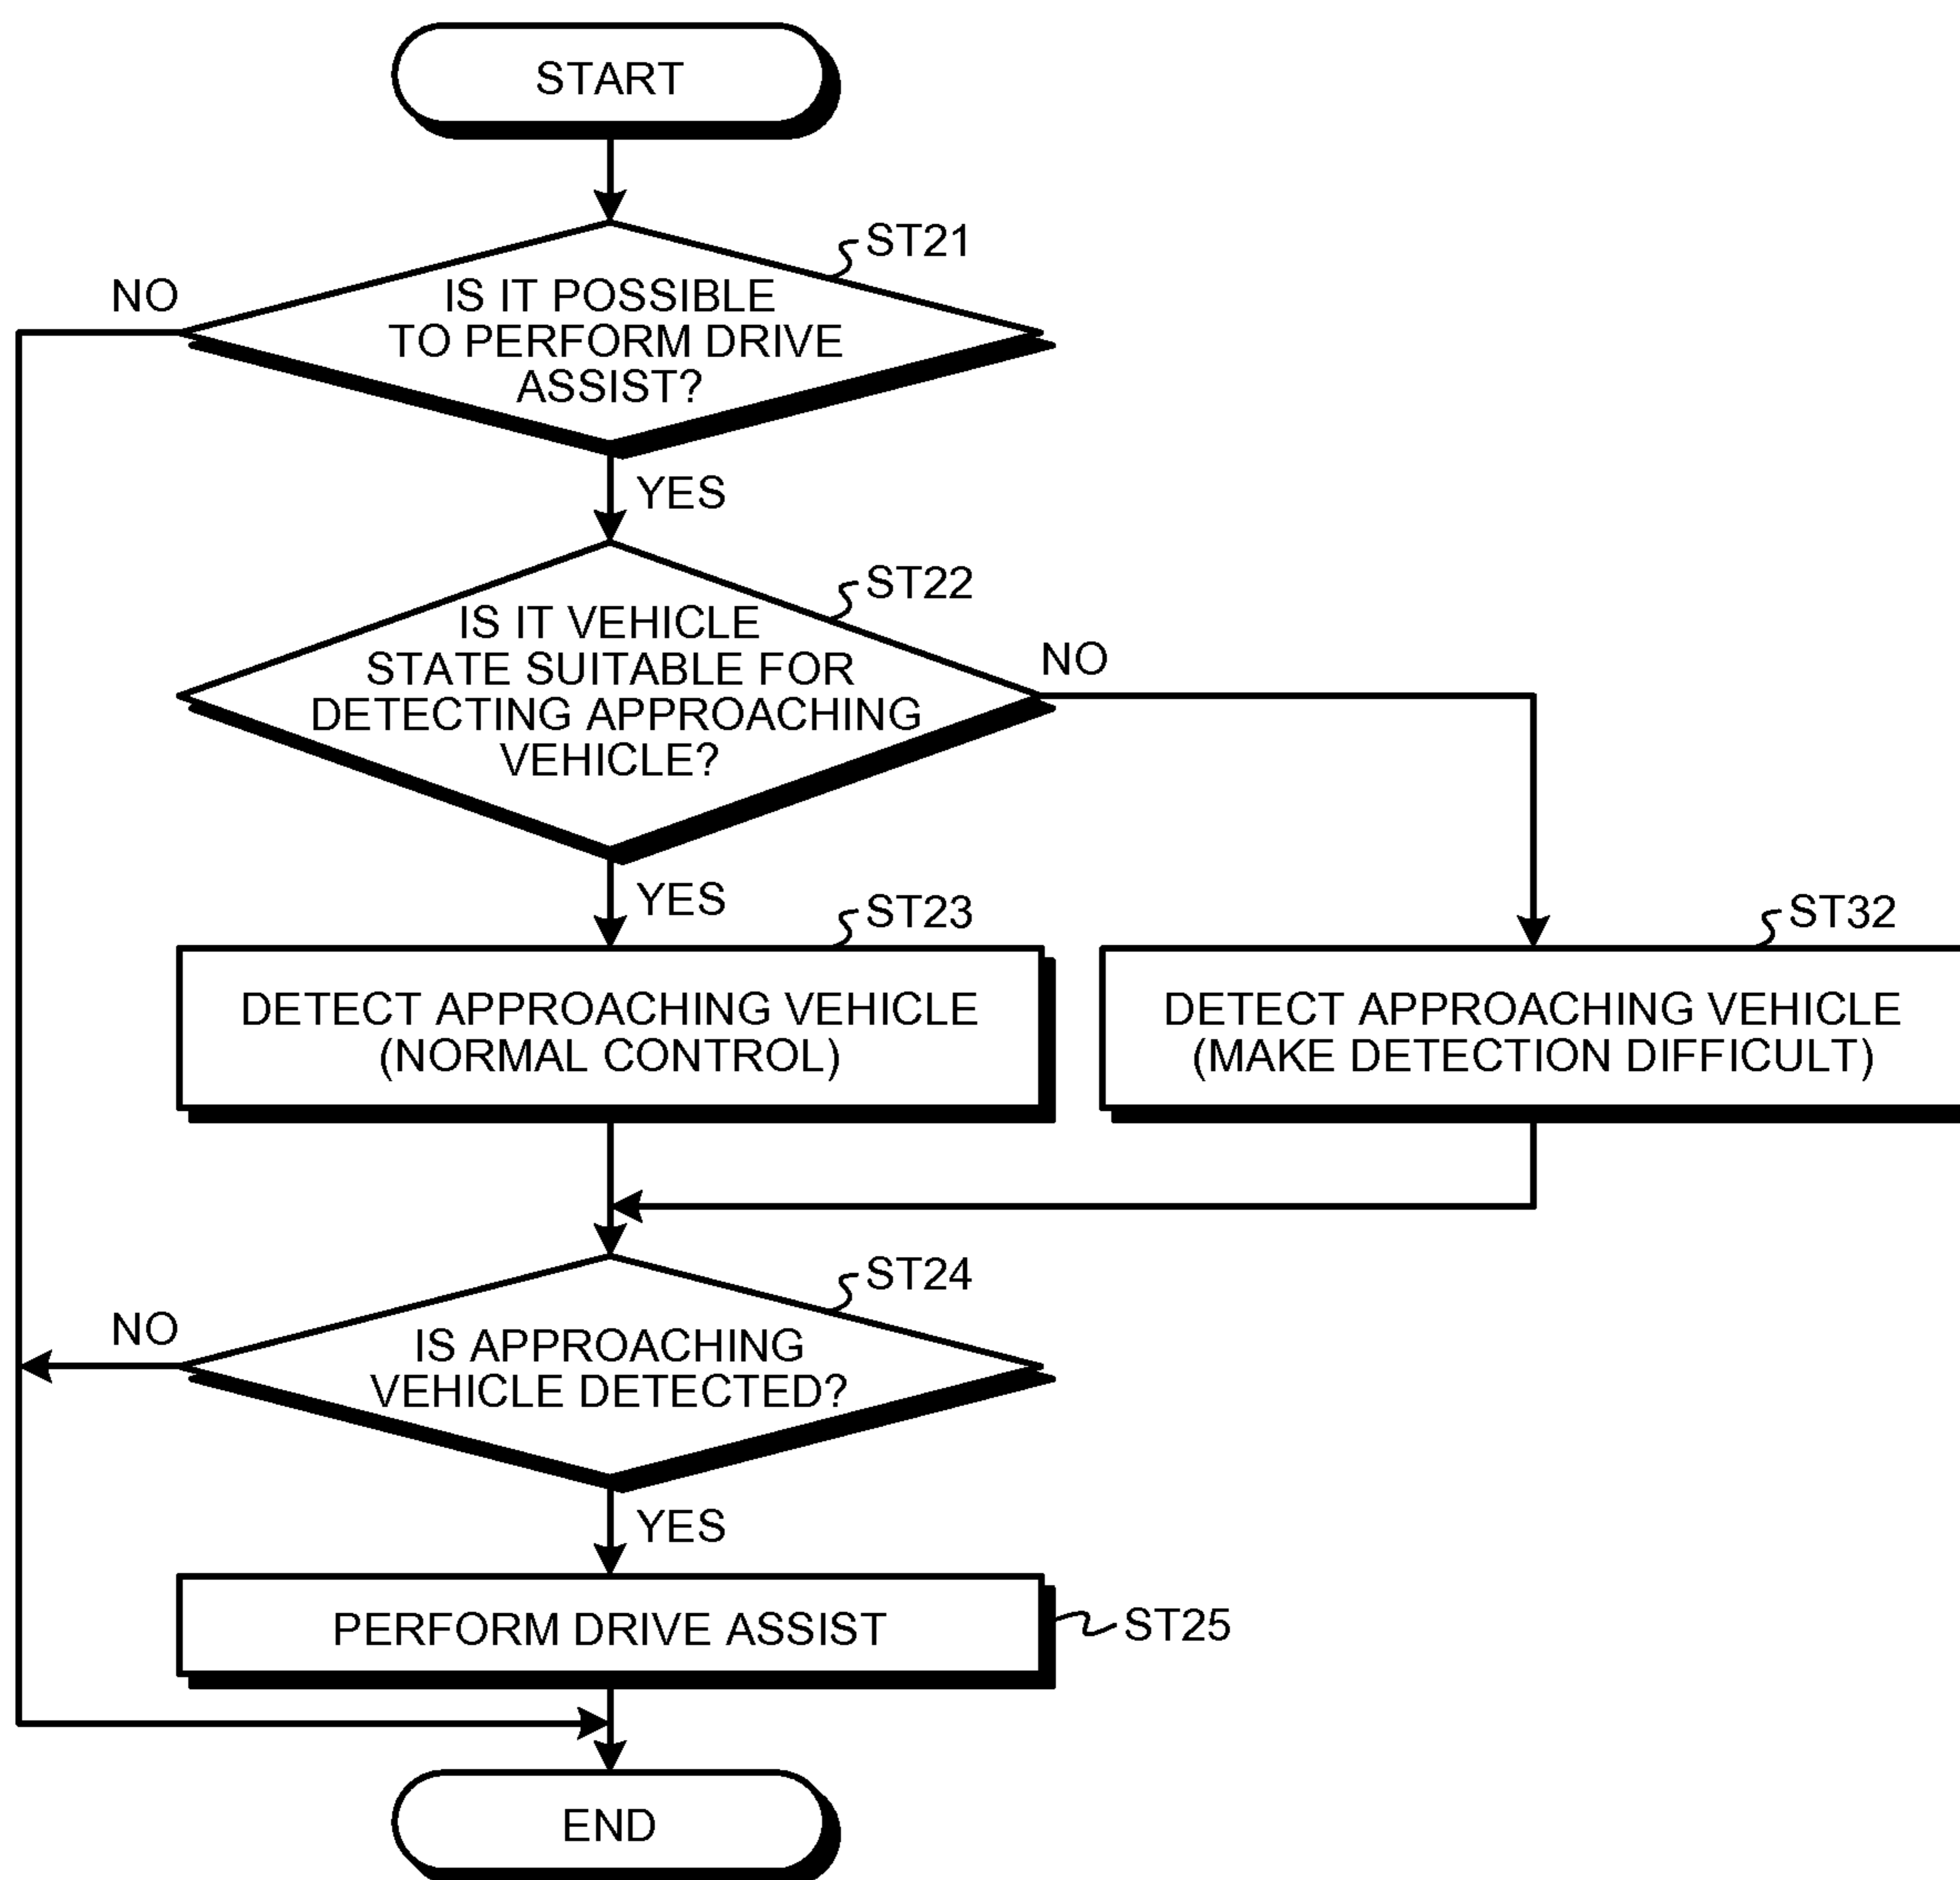 START
ST21
NO
IS IT POSSIBLE
TO PERFORM DRIVE
ASSIST?
YES
ST22
IS IT VEHICLE
STATE SUITABLE FOR
DETECTING APPROACHING
VEHICLE?
NO
YES
ST23
ST32
DETECT APPROACHING VEHICLE
(NORMAL CONTROL)
DETECT APPROACHING VEHICLE
(MAKE DETECTION DIFFICULT)
ST24
NO
IS APPROACHING
VEHICLE DETECTED?
YES
PERFORM DRIVE ASSIST
ST25
END